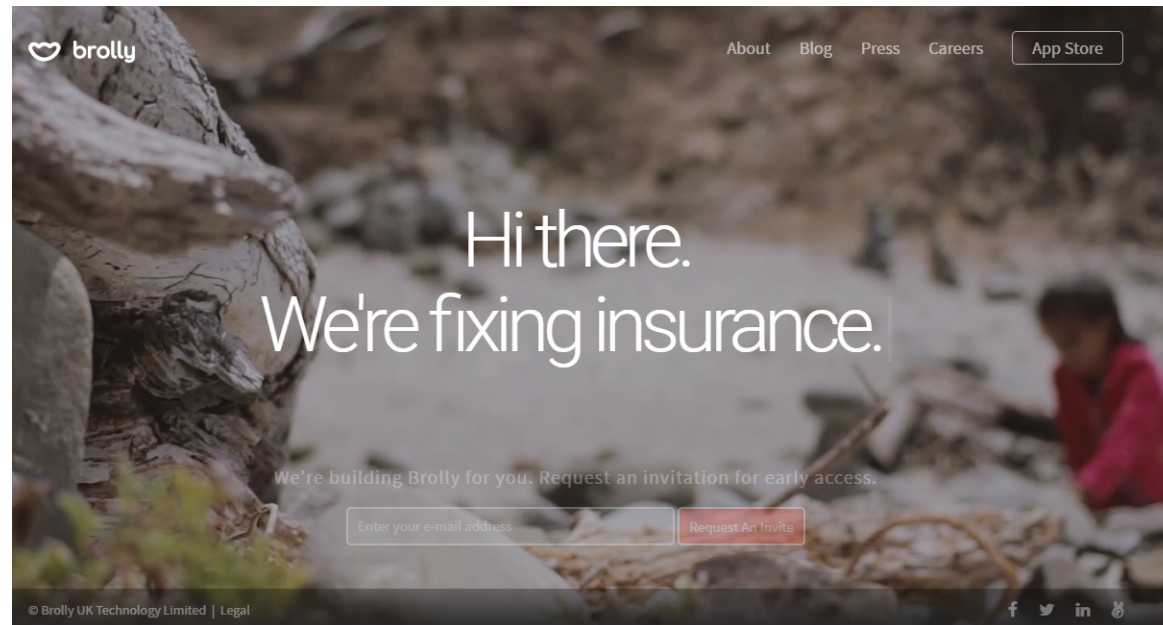 brolly
About Blog Press Careers App Store
Hi there.
We're fixing insurance.
We're building Brolly for you. Request an invitation for early access.
Enter your e-mail address Request An Invite
© Brolly UK Technology Limited | Legal